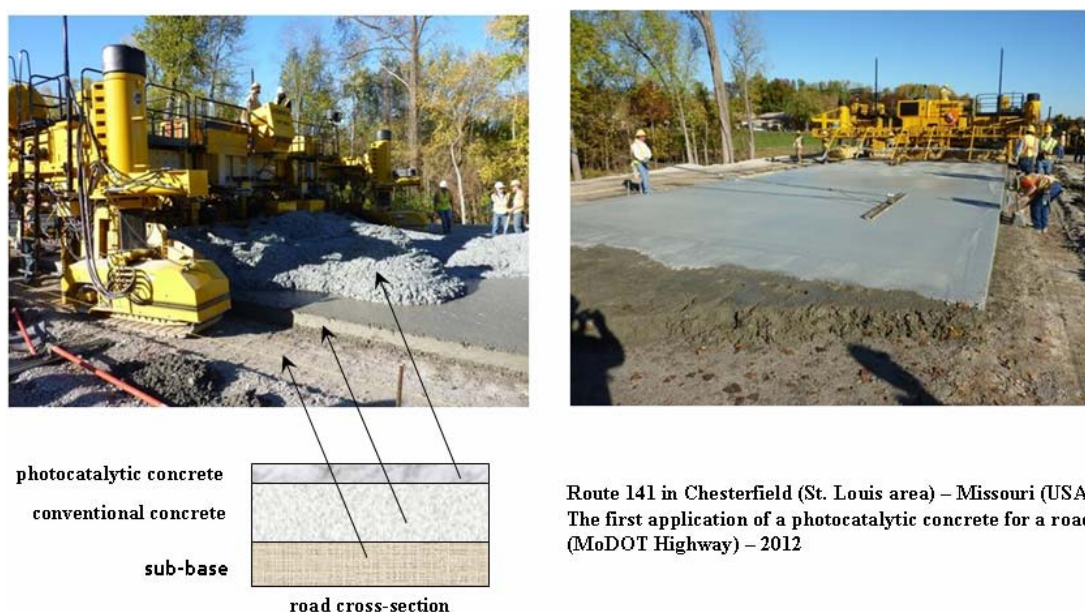 photocatalytic concrete
conventional concrete
sub-base
road cross-section
Route 141 in Chesterfield (St. Louis area) – Missouri (USA
The first application of a photocatalytic concrete for a road
(MoDOT Highway) – 2012